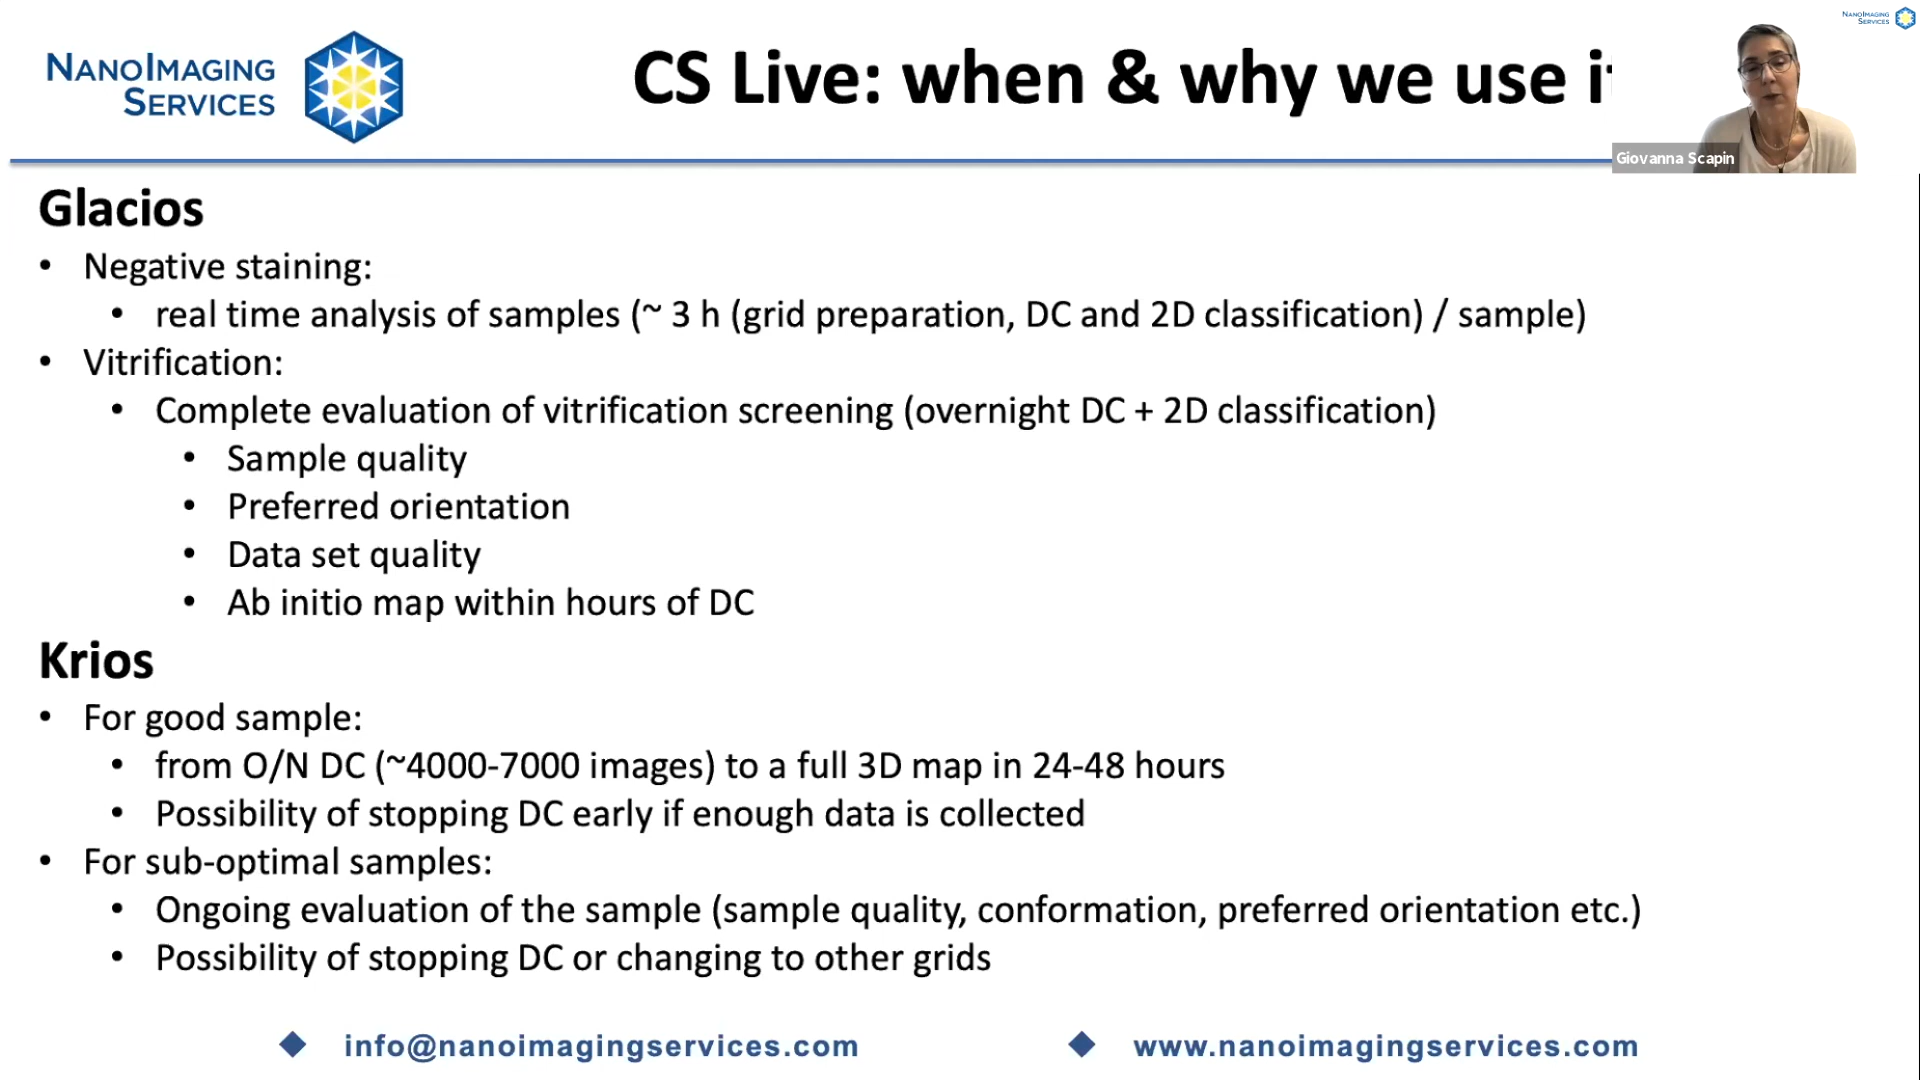 NANOIMAGING
SERVICES
CS Live: when & why we use it
NANOIMAGING
SERVICES
Giovanna Scapin
Glacios
• Negative staining:
• real time analysis of samples (~ 3 h (grid preparation, DC and 2D classification) / sample)
• Vitrification:
• Complete evaluation of vitrification screening (overnight DC + 2D classification)
• Sample quality
• Preferred orientation
• Data set quality
• Ab initio map within hours of DC
Krios
• For good sample:
• from O/N DC (~4000-7000 images) to a full 3D map in 24-48 hours
• Possibility of stopping DC early if enough data is collected
• For sub-optimal samples:
• Ongoing evaluation of the sample (sample quality, conformation, preferred orientation etc.)
• Possibility of stopping DC or changing to other grids
◆ info@nanoimagingservices.com ◆ www.nanoimagingservices.com